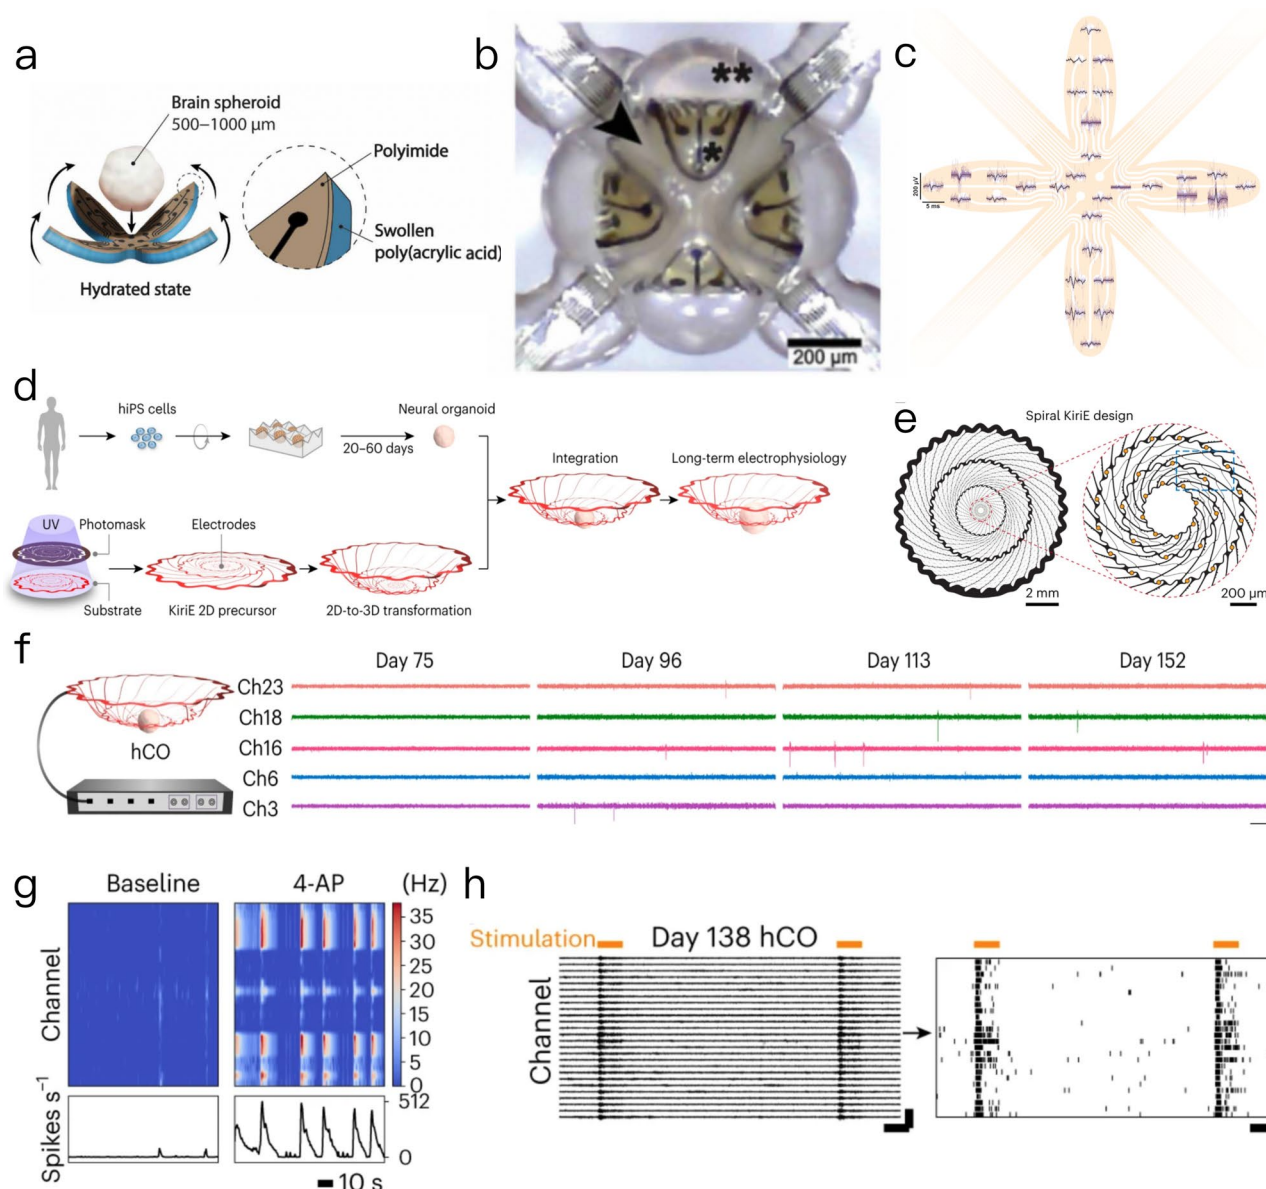 a
Brain spheroid
500–1000 µm
Polyimide
Swollen
poly(acrylic acid)
Hydrated state
b
**
*
200 µm
c
200 µV
5 ms
d
hiPS cells
20–60 days
Neural organoid
UV
Photomask
Substrate
Electrodes
KiriE 2D precursor
2D-to-3D transformation
Integration
Long-term electrophysiology
e
Spiral KiriE design
2 mm
200 µm
f
hCO
Day 75
Day 96
Day 113
Day 152
Ch23
Ch18
Ch16
Ch6
Ch3
g
Baseline
4-AP
(Hz)
Channel
35
30
25
20
15
10
5
0
Spikes s⁻¹
512
0
10 s
h
Stimulation
Day 138 hCO
Channel